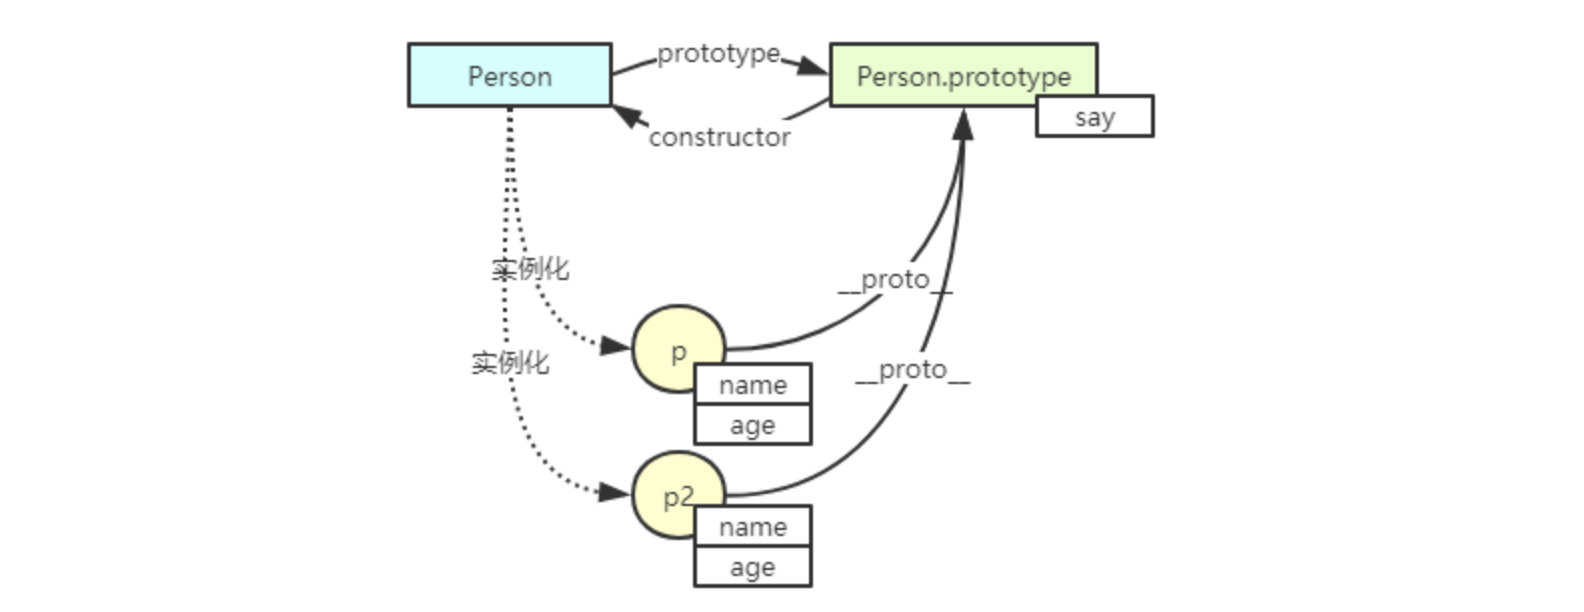 prototype
Person
Person.prototype
say
constructor
实例化
__proto__
p
name
age
实例化
__proto__
p2
name
age